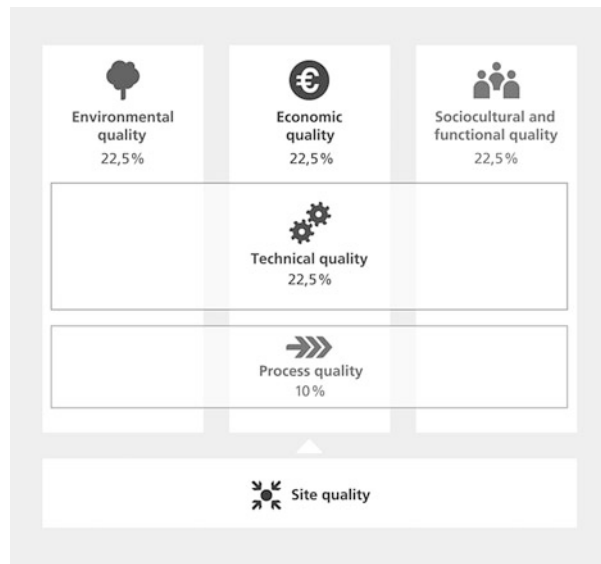 Environmental
quality
22,5%
Economic
quality
22,5%
Sociocultural and
functional quality
22,5%
Technical quality
22,5%
Process quality
10%
Site quality